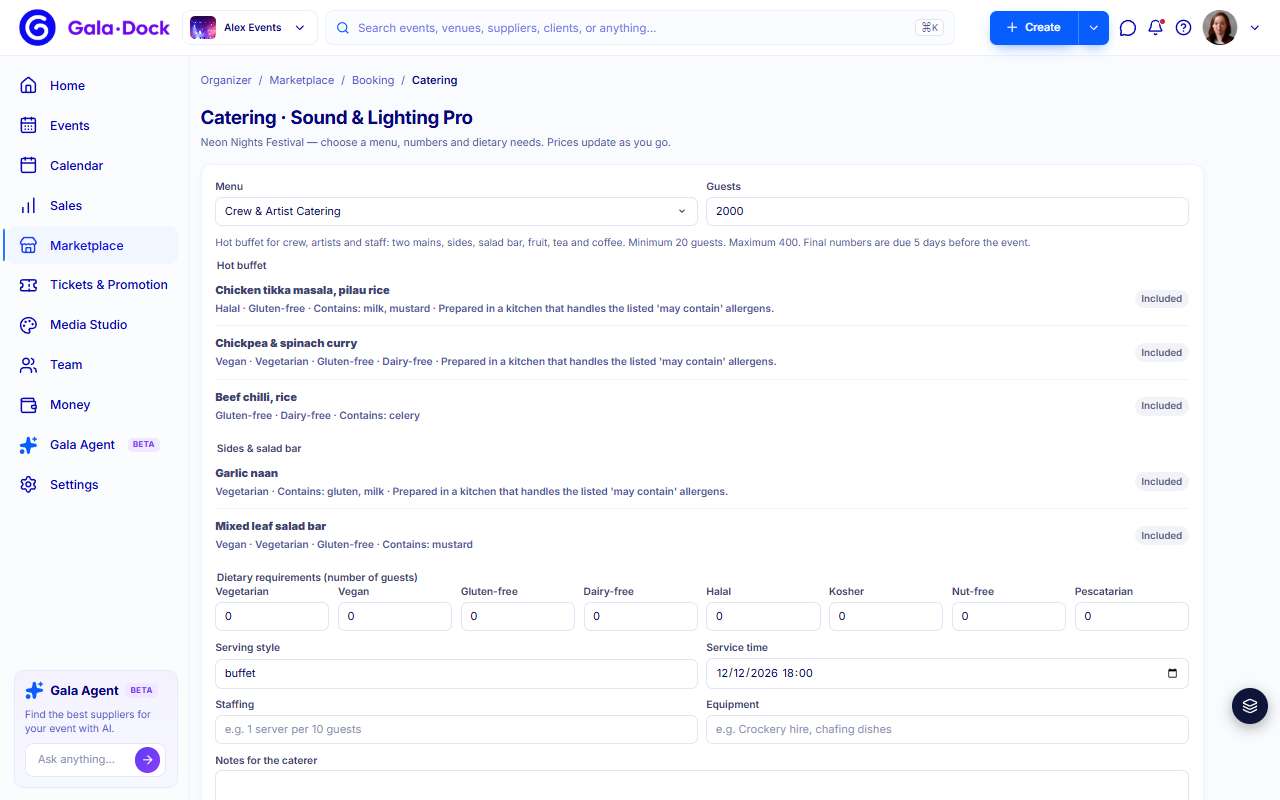 Gala·Dock
Alex Events
Search events, venues, suppliers, clients, or anything...
⌘K
+ Create
Home
Events
Calendar
Sales
Marketplace
Tickets & Promotion
Media Studio
Team
Money
Gala Agent BETA
Settings
Gala Agent BETA
Find the best suppliers for
your event with AI.
Ask anything...
Organizer / Marketplace / Booking / Catering
Catering · Sound & Lighting Pro
Neon Nights Festival — choose a menu, numbers and dietary needs. Prices update as you go.
Menu
Guests
Crew & Artist Catering
2000
Hot buffet for crew, artists and staff: two mains, sides, salad bar, fruit, tea and coffee. Minimum 20 guests. Maximum 400. Final numbers are due 5 days before the event.
Hot buffet
Chicken tikka masala, pilau rice
Halal · Gluten-free · Contains: milk, mustard · Prepared in a kitchen that handles the listed 'may contain' allergens.
Included
Chickpea & spinach curry
Vegan · Vegetarian · Gluten-free · Dairy-free · Prepared in a kitchen that handles the listed 'may contain' allergens.
Included
Beef chilli, rice
Gluten-free · Dairy-free · Contains: celery
Included
Sides & salad bar
Garlic naan
Vegetarian · Contains: gluten, milk · Prepared in a kitchen that handles the listed 'may contain' allergens.
Included
Mixed leaf salad bar
Vegan · Vegetarian · Gluten-free · Contains: mustard
Included
Dietary requirements (number of guests)
Vegetarian Vegan Gluten-free Dairy-free Halal Kosher Nut-free Pescatarian
0 0 0 0 0 0 0 0
Serving style
Service time
buffet
12/12/2026 18:00
Staffing
Equipment
e.g. 1 server per 10 guests
e.g. Crockery hire, chafing dishes
Notes for the caterer